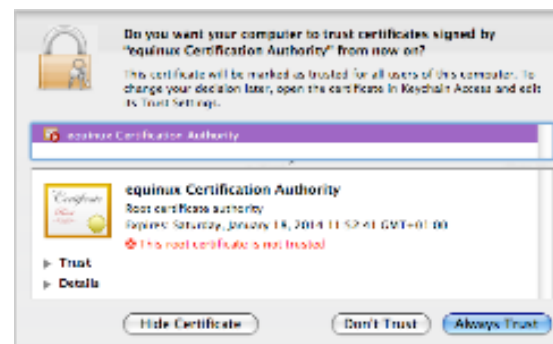 Do you want your computer to trust certificates signed by
"equinux Certification Authority" from now on?
This certificate will be marked as trusted for all users of this computer. To
change your decision later, open the certificate in Keychain Access and edit
its Trust Settings.
equinux Certification Authority
Certificate
equinux Certification Authority
Root certificate authority
Expires: Saturday, January 18, 2014 11:52:41 GMT+01:00
This root certificate is not trusted
Trust
Details
Hide Certificate
Don't Trust
Always Trust